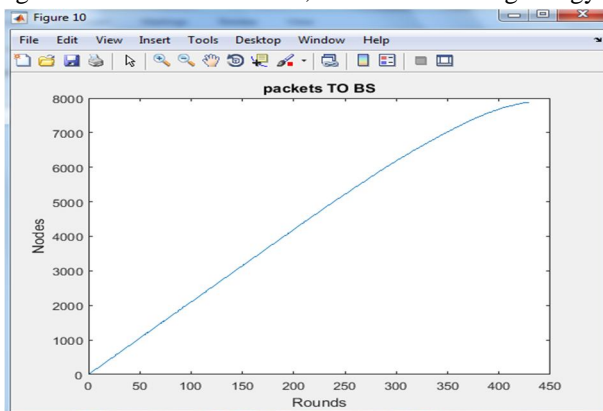 Figure 10
File Edit View Insert Tools Desktop Window Help
packets TO BS
8000
7000
6000
5000
4000
3000
2000
1000
0
Nodes
0 50 100 150 200 250 300 350 400 450
Rounds